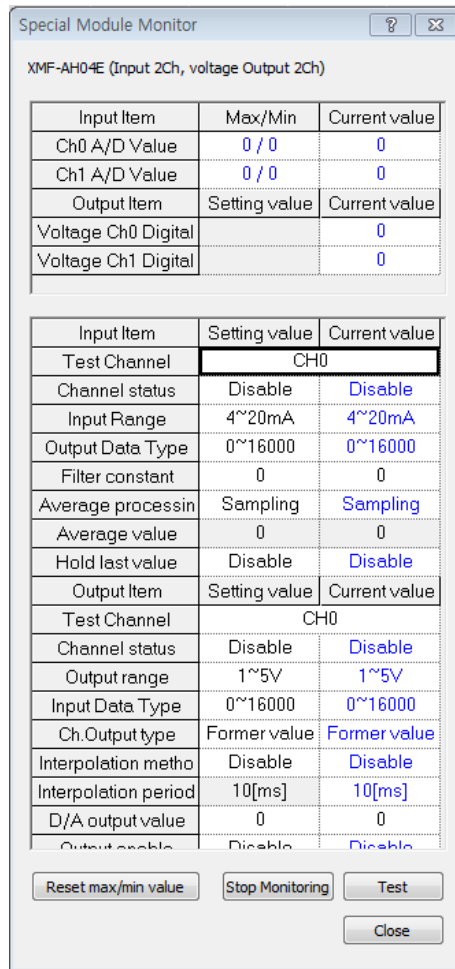 Special Module Monitor
XMF-AH04E (Input 2Ch, voltage Output 2Ch)
Input Item Max/Min Current value
Ch0 A/D Value 0 / 0 0
Ch1 A/D Value 0 / 0 0
Output Item Setting value Current value
Voltage Ch0 Digital 0
Voltage Ch1 Digital 0
Input Item Setting value Current value
Test Channel CH0
Channel status Disable Disable
Input Range 4~20mA 4~20mA
Output Data Type 0~16000 0~16000
Filter constant 0 0
Average processin Sampling Sampling
Average value 0 0
Hold last value Disable Disable
Output Item Setting value Current value
Test Channel CH0
Channel status Disable Disable
Output range 1~5V 1~5V
Input Data Type 0~16000 0~16000
Ch.Output type Former value Former value
Interpolation metho Disable Disable
Interpolation period 10[ms] 10[ms]
D/A output value 0 0
Output enable Disable Disable
Reset max/min value Stop Monitoring Test
Close